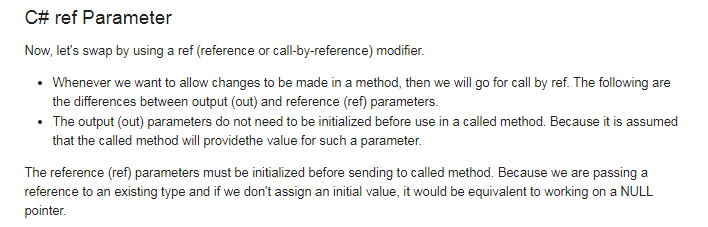 C# ref Parameter
Now, let's swap by using a ref (reference or call-by-reference) modifier.
• Whenever we want to allow changes to be made in a method, then we will go for call by ref. The following are
the differences between output (out) and reference (ref) parameters.
• The output (out) parameters do not need to be initialized before use in a called method. Because it is assumed
that the called method will providethe value for such a parameter.
The reference (ref) parameters must be initialized before sending to called method. Because we are passing a
reference to an existing type and if we don't assign an initial value, it would be equivalent to working on a NULL
pointer.